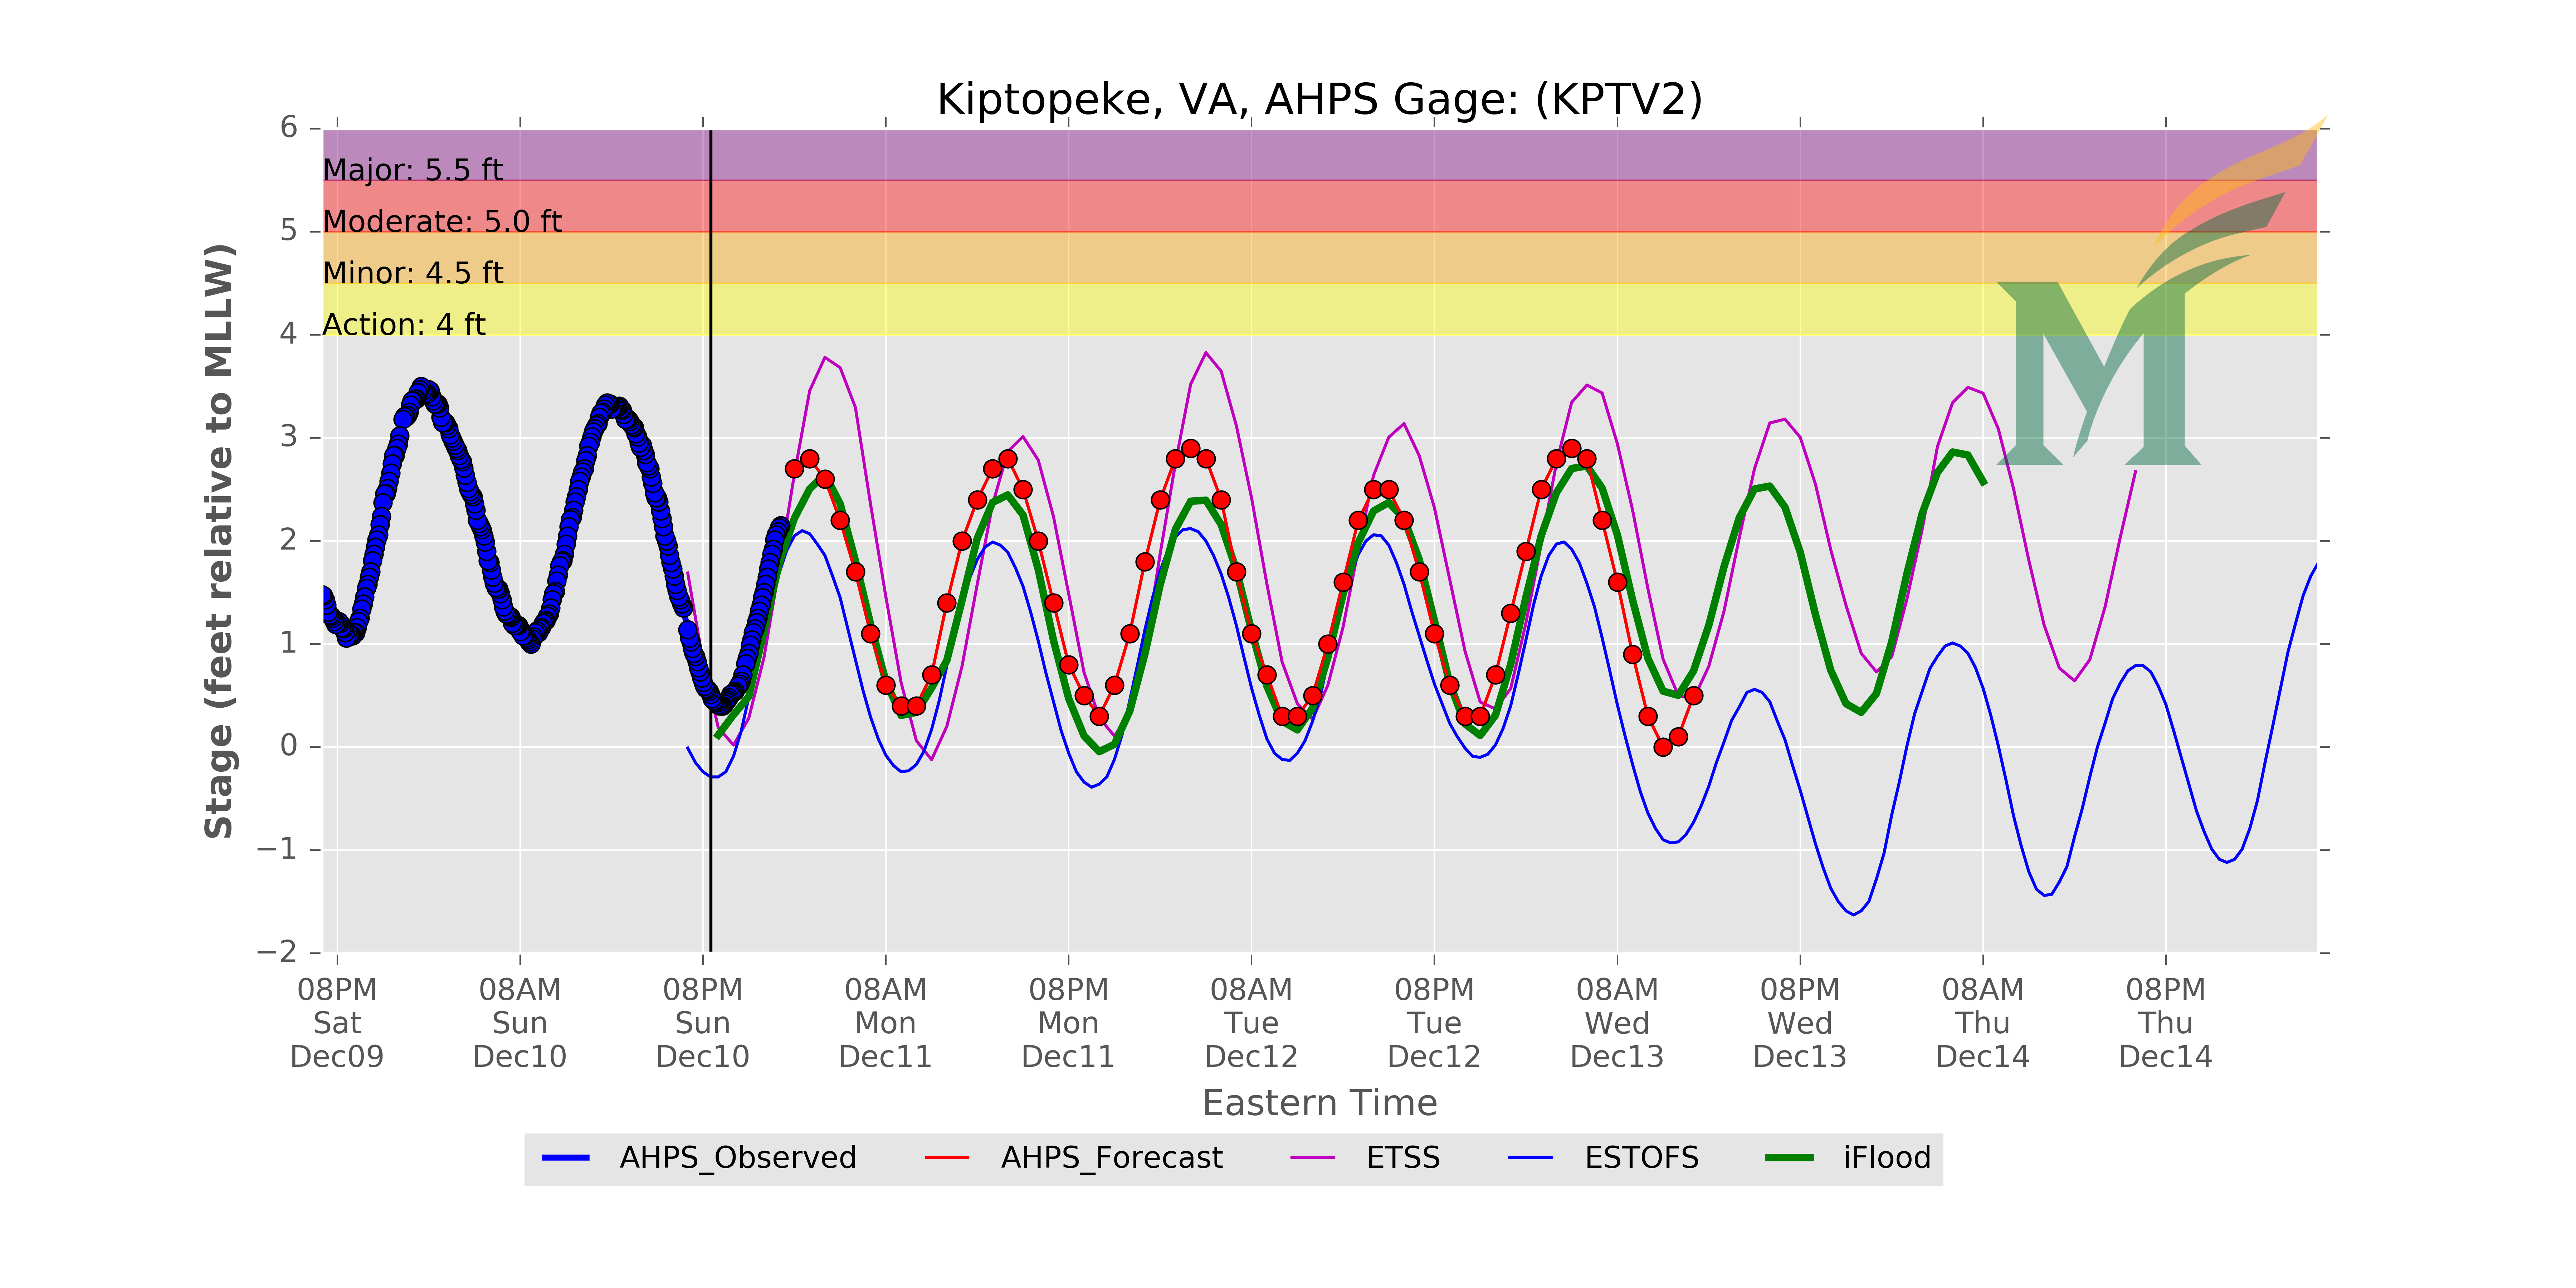 Kiptopeke, VA, AHPS Gage: (KPTV2)
6
5
4
3
2
1
0
−1
−2
Stage (feet relative to MLLW)
Major: 5.5 ft
Moderate: 5.0 ft
Minor: 4.5 ft
Action: 4 ft
M
08PM 08AM 08PM 08AM 08PM 08AM 08PM 08AM 08PM 08AM 08PM
Sat Sun Sun Mon Mon Tue Tue Wed Wed Thu Thu
Dec09 Dec10 Dec10 Dec11 Dec11 Dec12 Dec12 Dec13 Dec13 Dec14 Dec14
Eastern Time
AHPS_Observed AHPS_Forecast ETSS ESTOFS iFlood